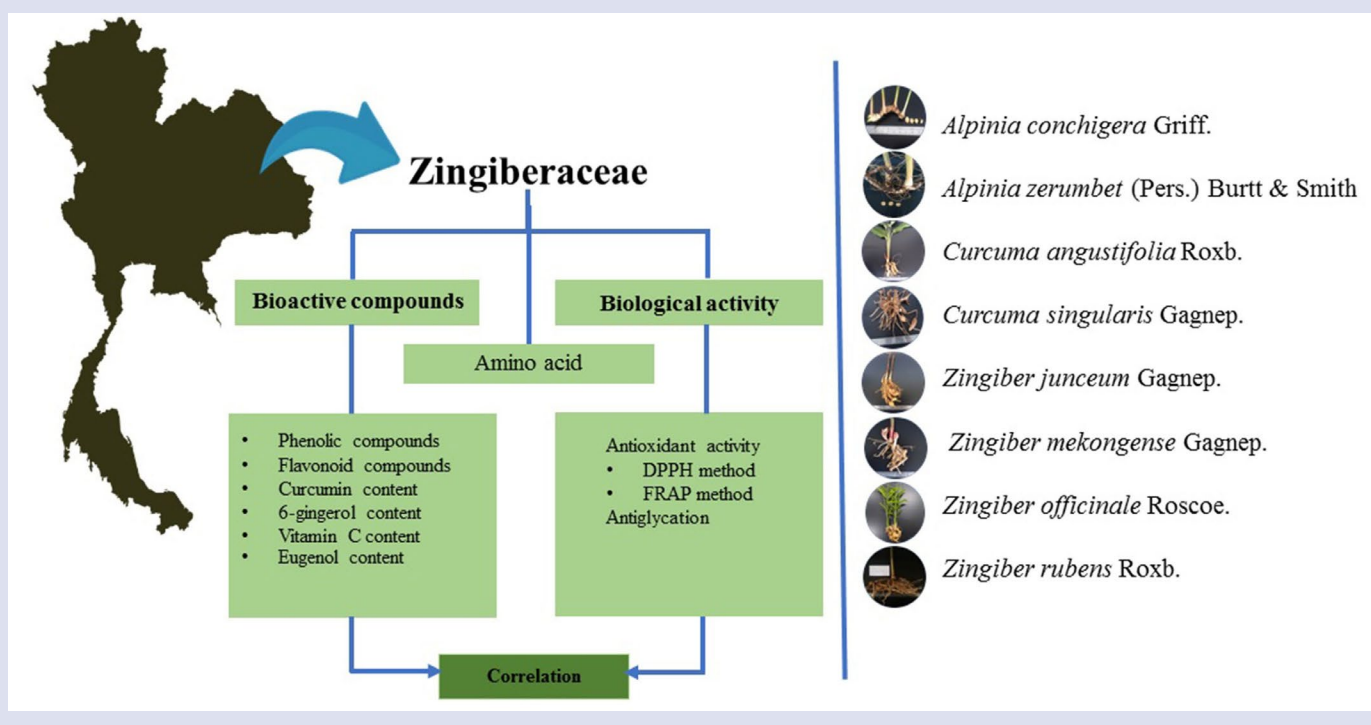 Zingiberaceae
Bioactive compounds
Biological activity
Amino acid
• Phenolic compounds
• Flavonoid compounds
• Curcumin content
• 6-gingerol content
• Vitamin C content
• Eugenol content
Antioxidant activity
• DPPH method
• FRAP method
Antiglycation
Correlation
Alpinia conchigera Griff.
Alpinia zerumbet (Pers.) Burtt & Smith
Curcuma angustifolia Roxb.
Curcuma singularis Gagnep.
Zingiber junceum Gagnep.
Zingiber mekongense Gagnep.
Zingiber officinale Roscoe.
Zingiber rubens Roxb.